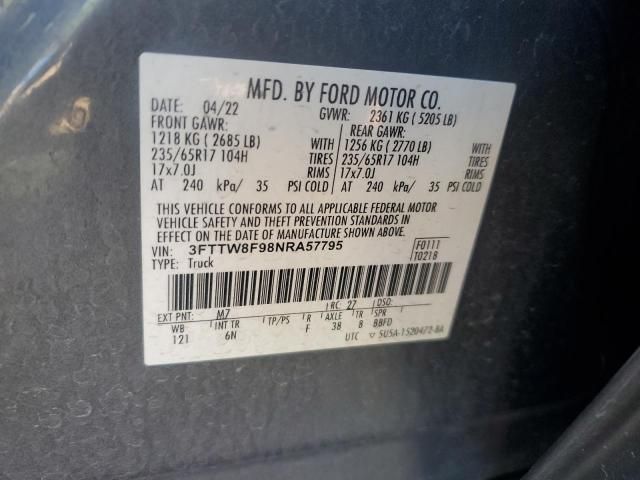 MFD. BY FORD MOTOR CO.
DATE: 04/22 GVWR: 2361 KG ( 5205 LB)
FRONT GAWR: REAR GAWR:
1218 KG ( 2685 LB) 1256 KG ( 2770 LB)
235/65R17 104H TIRES 235/65R17 104H TIRES
17x7.0J RIMS 17x7.0J RIMS
AT 240 kPa/ 35 PSI COLD AT 240 kPa/ 35 PSI COLD
THIS VEHICLE CONFORMS TO ALL APPLICABLE FEDERAL MOTOR
VEHICLE SAFETY AND THEFT PREVENTION STANDARDS IN
EFFECT ON THE DATE OF MANUFACTURE SHOWN ABOVE.
VIN: 3FTTW8F98NRA57795 F0111
TYPE: Truck T0218
EXT PNT: M7 RC: 27 DSO:
WB INT TR TP/PS R AXLE TR SPR
121 6N F 38 8 BBFD
UTC ▽ 5U5A-1520472-BA